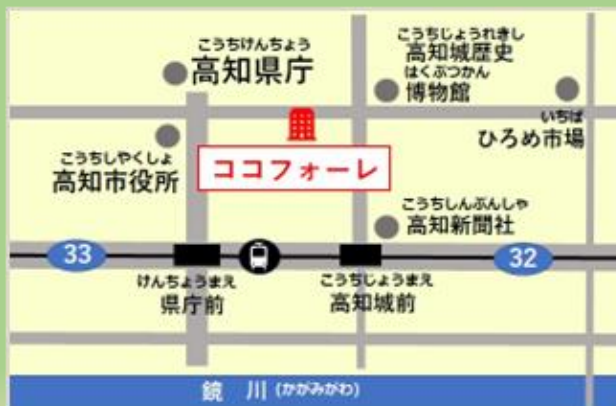 こうちけんちょう
高知県庁
こうちじょうれきし
高知城歴史
はくぶつかん
博物館
いちば
ひろめ市場
こうちしやくしょ
高知市役所
ココフォーレ
こうちしんぶんしゃ
高知新聞社
33
32
けんちょうまえ
県庁前
こうちじょうまえ
高知城前
鏡 川 (かがみがわ)